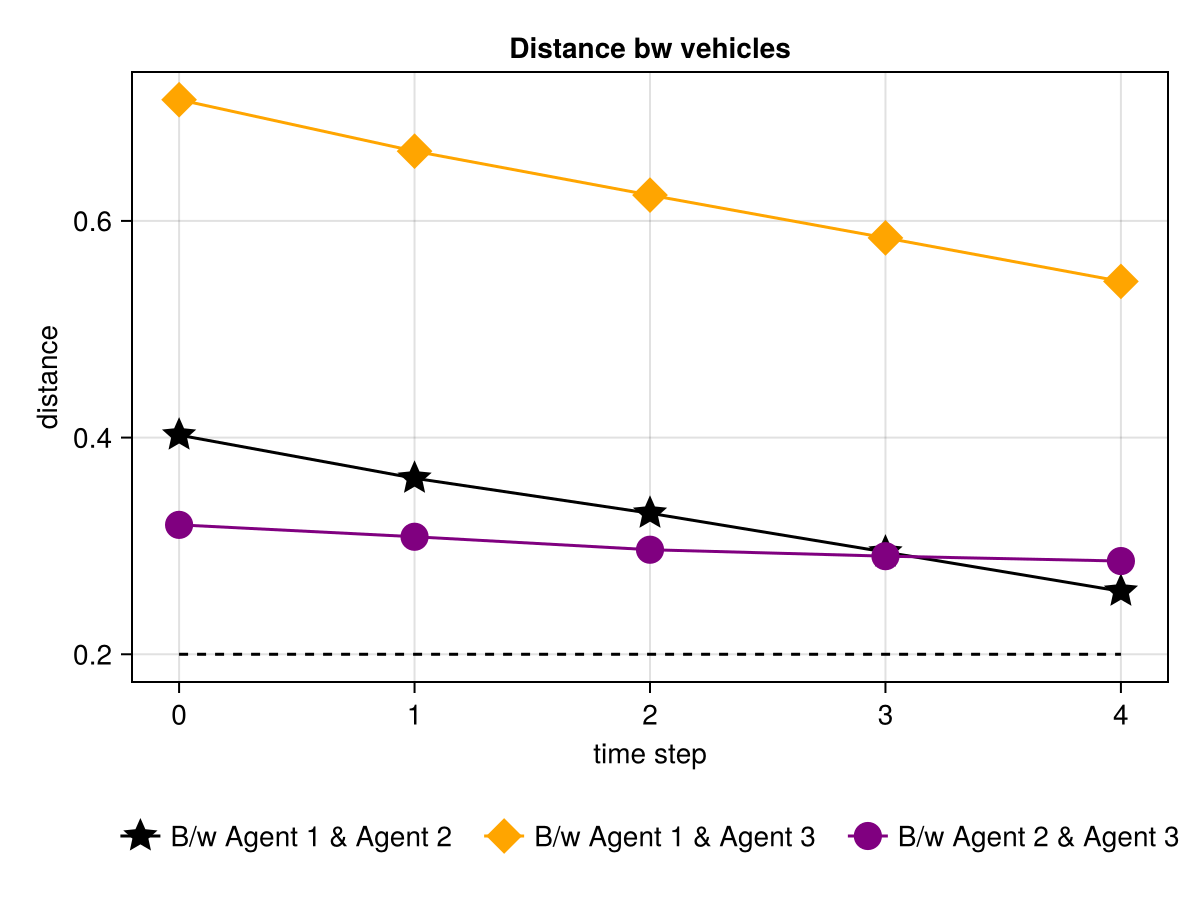 Distance bw vehicles
distance
0.6
0.4
0.2
0 1 2 3 4
time step
B/w Agent 1 & Agent 2 B/w Agent 1 & Agent 3 B/w Agent 2 & Agent 3